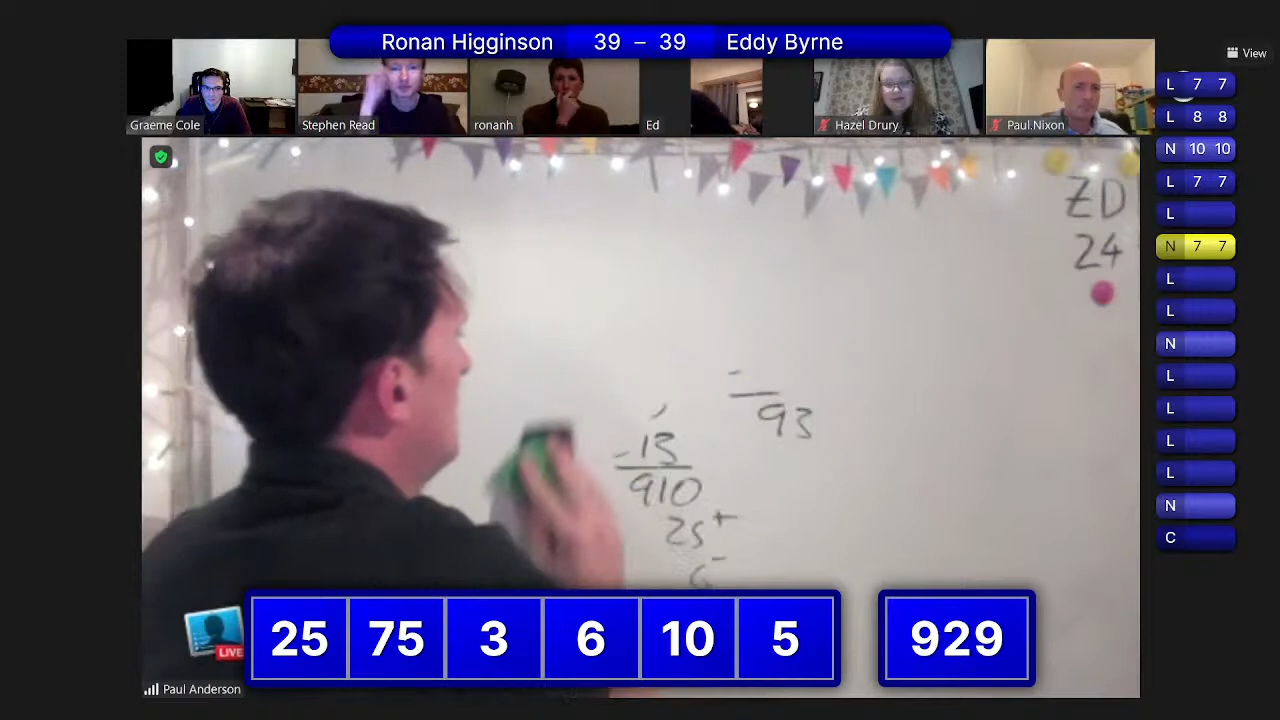 Ronan Higginson 39 – 39 Eddy Byrne
View
Graeme Cole
Stephen Read
ronanh
Ed
Hazel Drury
Paul.Nixon
L 7 7
L 8 8
N 10 10
L 7 7
L
N 7 7
L
L
N
L
L
L
L
N
C
ZD
24
- 13
910
25 +
6 -
-
93
LIVE
25 75 3 6 10 5 929
Paul Anderson